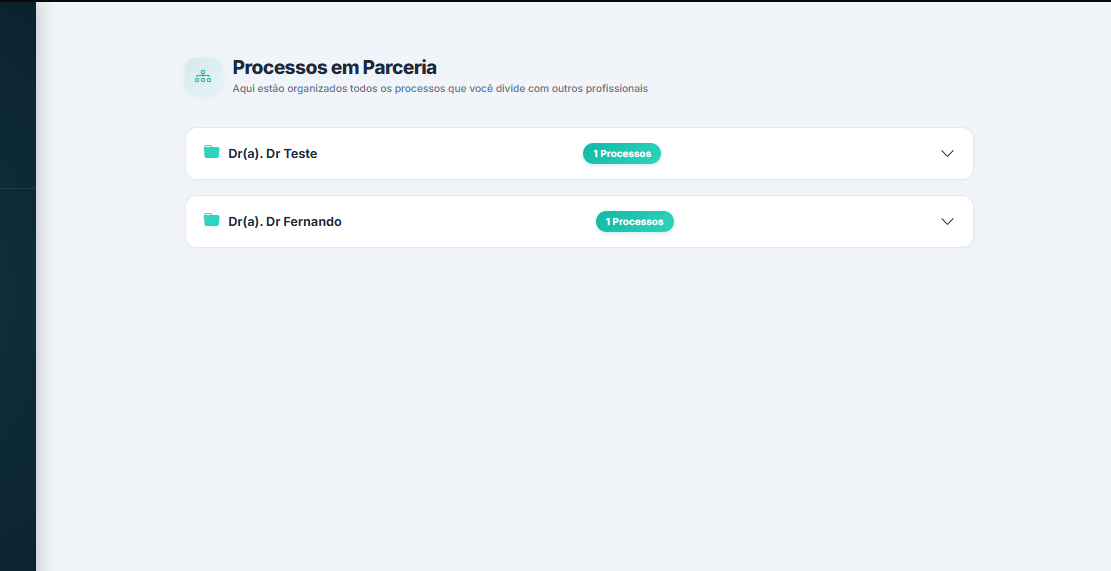 Processos em Parceria
Aqui estão organizados todos os processos que você divide com outros profissionais
Dr(a). Dr Teste
1 Processos
Dr(a). Dr Fernando
1 Processos